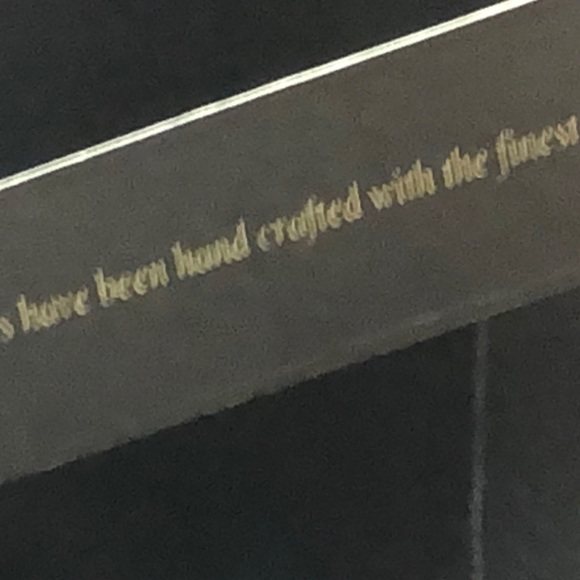 s have been hand crafted with the finest